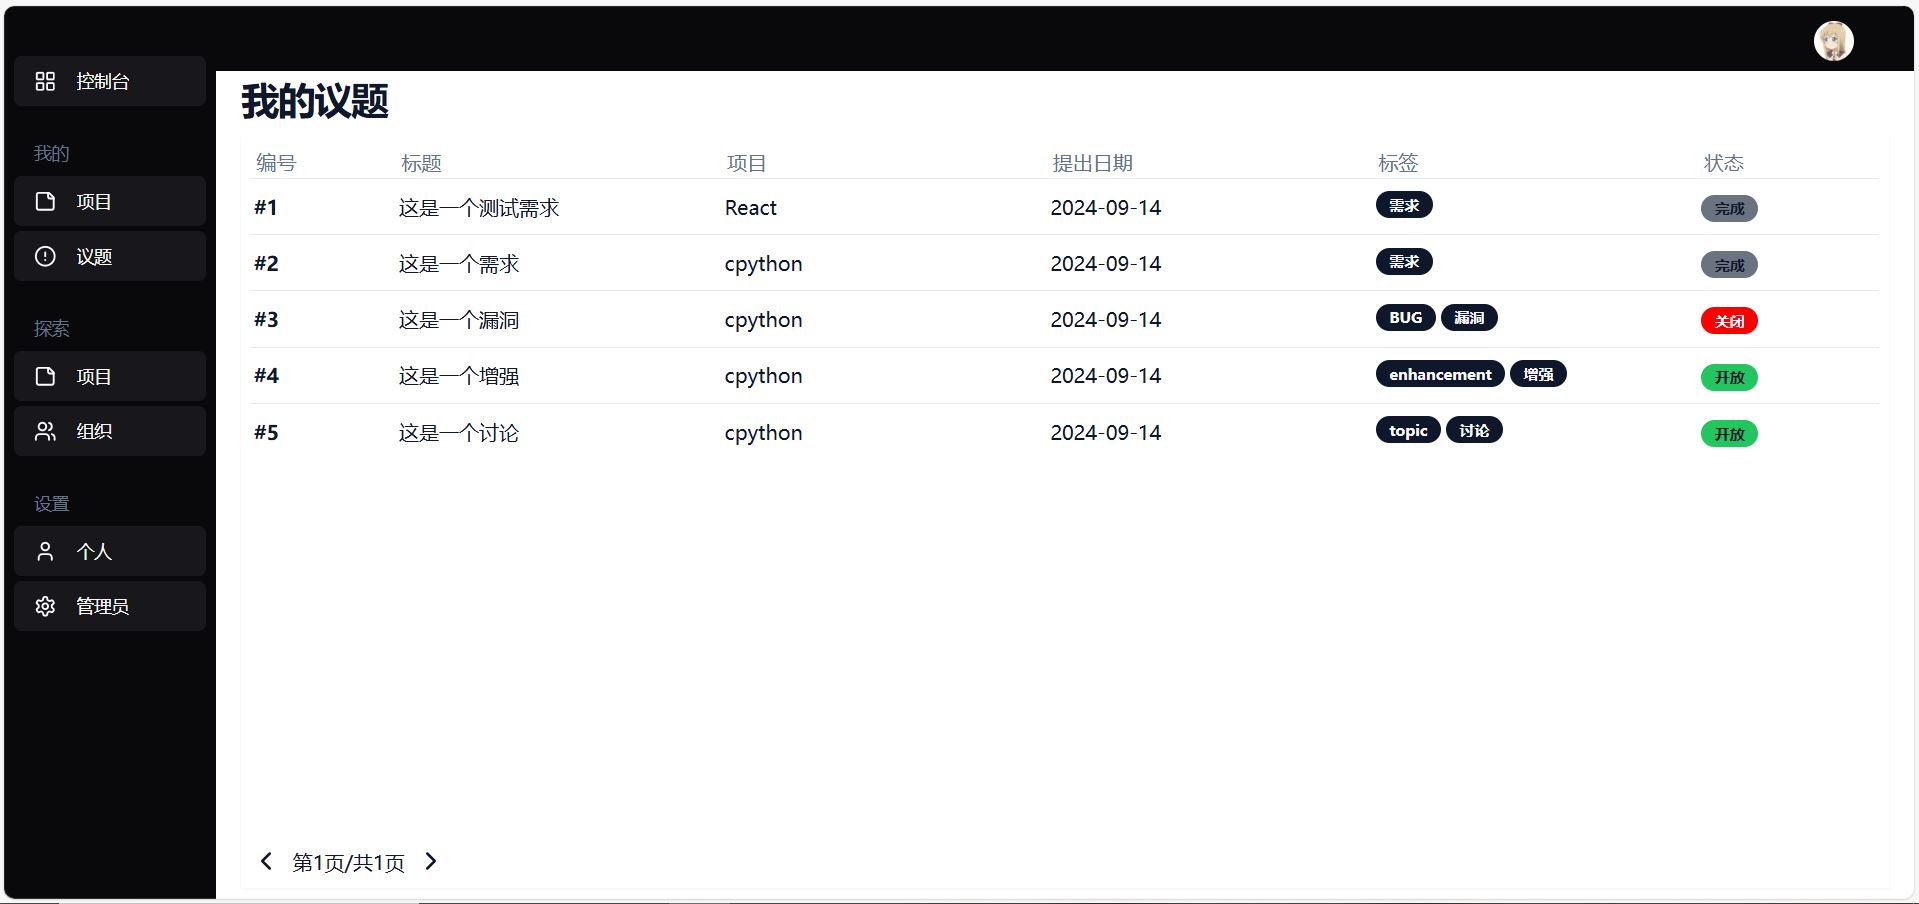 控制台
我的
项目
议题
探索
项目
组织
设置
个人
管理员
我的议题
编号 标题 项目 提出日期 标签 状态
#1 这是一个测试需求 React 2024-09-14 需求 完成
#2 这是一个需求 cpython 2024-09-14 需求 完成
#3 这是一个漏洞 cpython 2024-09-14 BUG 漏洞 关闭
#4 这是一个增强 cpython 2024-09-14 enhancement 增强 开放
#5 这是一个讨论 cpython 2024-09-14 topic 讨论 开放
第1页/共1页